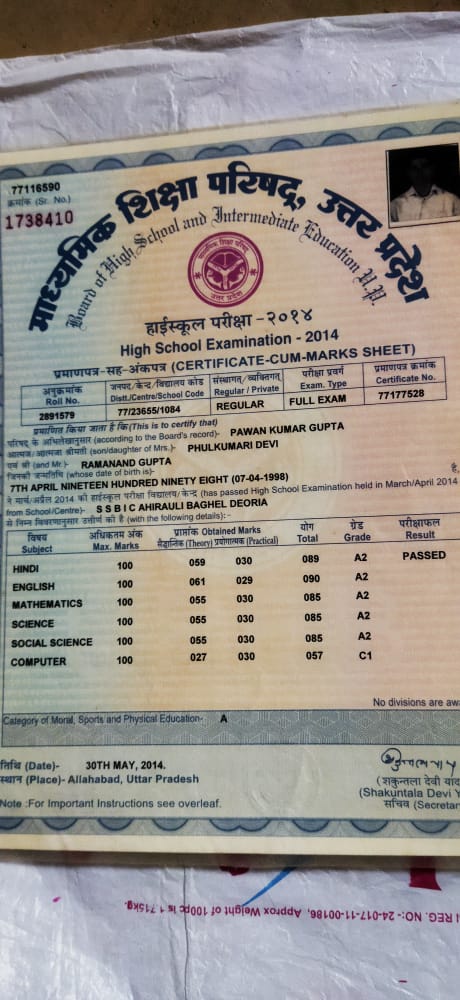 77116590
क्रमांक (Sr. No.)
1738410
माध्यमिक शिक्षा परिषद्, उत्तर प्रदेश
Board of High School and Intermediate Education U.P.
माध्यमिक शिक्षा परिषद्
उत्तर प्रदेश
हाईस्कूल परीक्षा - २०१४
High School Examination - 2014
प्रमाणपत्र-सह-अंकपत्र (CERTIFICATE-CUM-MARKS SHEET)
अनुक्रमांक जनपद/केन्द्र/विद्यालय कोड संस्थागत/व्यक्तिगत परीक्षा प्रवर्ग प्रमाणपत्र क्रमांक
Roll No. Distt./Centre/School Code Regular / Private Exam. Type Certificate No.
2891579 77/23655/1084 REGULAR FULL EXAM 77177528
प्रमाणित किया जाता है कि (This is to certify that)
परिषद के अभिलेखानुसार (according to the Board's record)- PAWAN KUMAR GUPTA
आत्मज/आत्मजा श्रीमती (son/daughter of Mrs.)- PHULKUMARI DEVI
एवं श्री (and Mr.)- RAMANAND GUPTA
जिनकी जन्मतिथि (whose date of birth is)-
7TH APRIL NINETEEN HUNDRED NINETY EIGHT (07-04-1998) है,
ने मार्च/अप्रैल 2014 की हाईस्कूल परीक्षा विद्यालय/केन्द्र (has passed High School Examination held in March/April 2014
from School/Centre)- S S B I C AHIRAULI BAGHEL DEORIA
से निम्न विवरणानुसार उत्तीर्ण की है (with the following details):-
विषय अधिकतम अंक प्राप्तांक Obtained Marks योग ग्रेड परीक्षाफल
Subject Max. Marks सैद्धान्तिक (Theory) प्रयोगात्मक (Practical) Total Grade Result
HINDI 100 059 030 089 A2 PASSED
ENGLISH 100 061 029 090 A2
MATHEMATICS 100 055 030 085 A2
SCIENCE 100 055 030 085 A2
SOCIAL SCIENCE 100 055 030 085 A2
COMPUTER 100 027 030 057 C1
No divisions are awa
Category of Moral, Sports and Physical Education- A
तिथि (Date)- 30TH MAY, 2014.
स्थान (Place)- Allahabad, Uttar Pradesh
(शकुन्तला देवी याद
(Shakuntala Devi Y
सचिव (Secretar
Note :For Important Instructions see overleaf.
REG. NO:- 24-017-11-00186, Approx Weight of 100pc is 1.715kg.